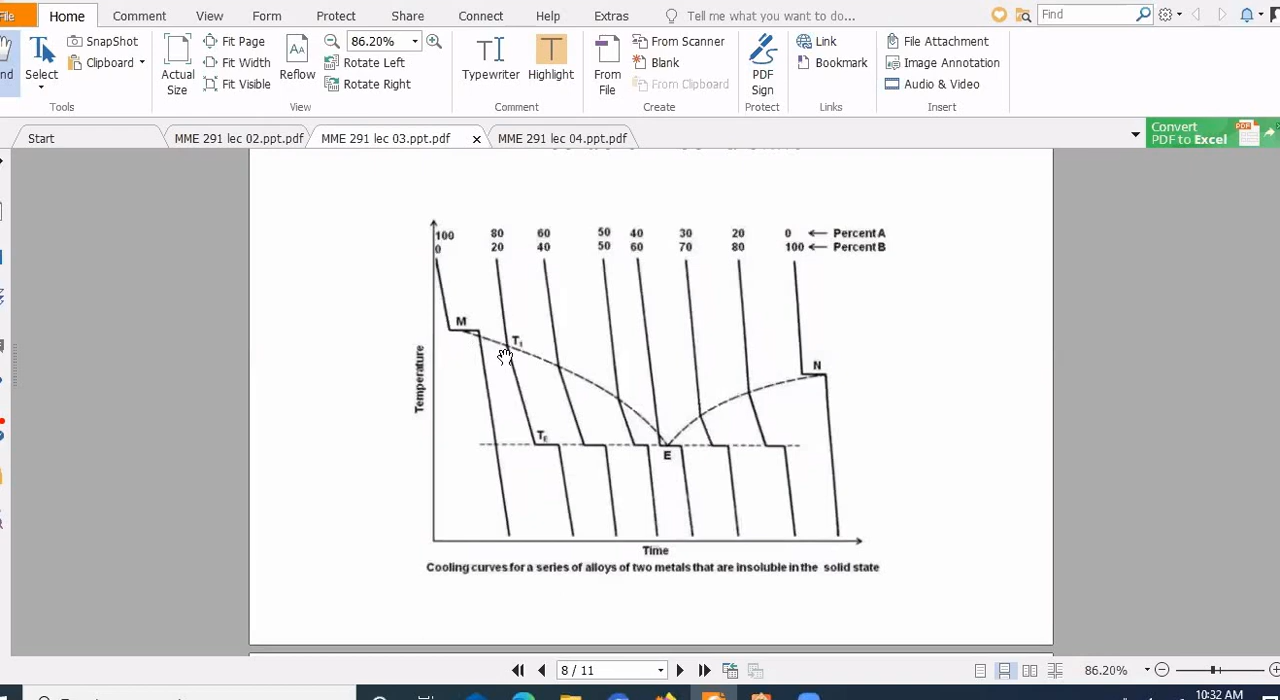 File
Home Comment View Form Protect Share Connect Help Extras Tell me what you want to do... Find
SnapShot
Clipboard
Select
Tools
Actual Size
Fit Page
Fit Width
Fit Visible
Reflow
86.20%
Rotate Left
Rotate Right
View
Typewriter
Highlight
Comment
From File
From Scanner
Blank
From Clipboard
Create
PDF Sign
Protect
Link
Bookmark
Links
File Attachment
Image Annotation
Audio & Video
Insert
Start MME 291 lec 02.ppt.pdf MME 291 lec 03.ppt.pdf MME 291 lec 04.ppt.pdf
Convert
PDF to Excel
100 80 60 50 40 30 20 0 ← Percent A
0 20 40 50 60 70 80 100 ← Percent B
M
T1
N
TE
E
Temperature
Time
Cooling curves for a series of alloys of two metals that are insoluble in the solid state
8 / 11
86.20%
10:32 AM